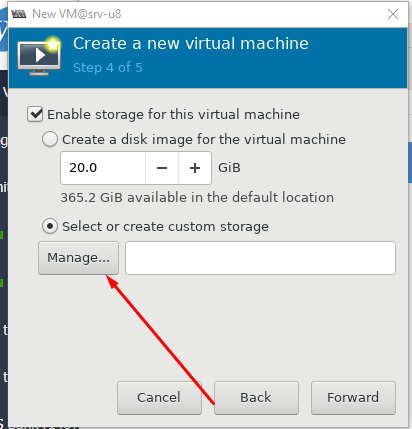 New VM@srv-u8
Create a new virtual machine
Step 4 of 5
Enable storage for this virtual machine
Create a disk image for the virtual machine
20.0 − + GiB
365.2 GiB available in the default location
Select or create custom storage
Manage...
Cancel Back Forward